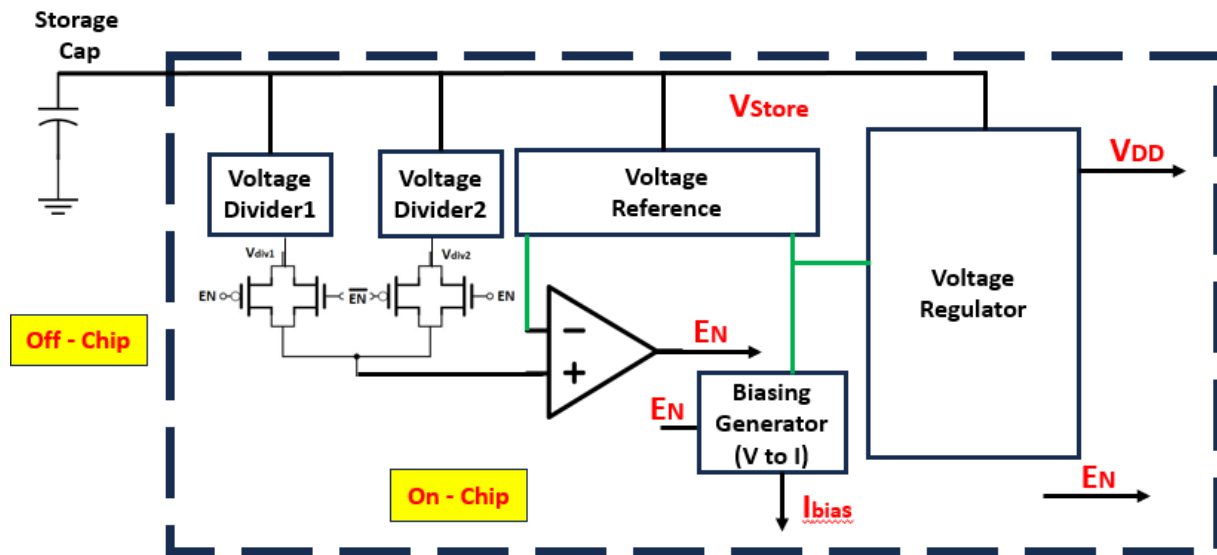 Storage
Cap
VStore
VDD
Voltage
Divider1
Voltage
Divider2
Voltage
Reference
Vdiv1
Vdiv2
EN
E̅N̅
EN
Voltage
Regulator
−
+
EN
Off - Chip
EN
Biasing
Generator
(V to I)
On - Chip
Ibias
EN